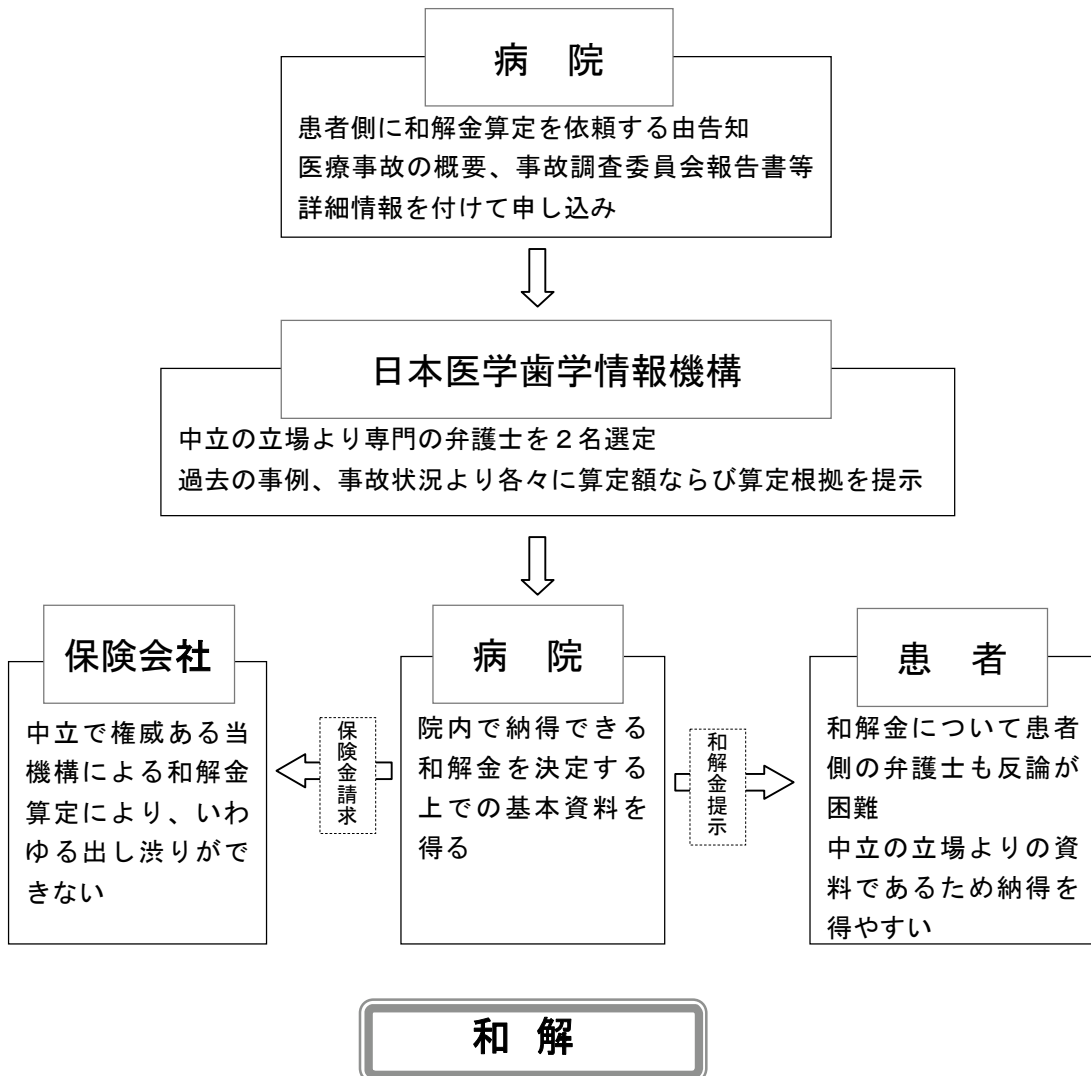 病 院
患者側に和解金算定を依頼する由告知
医療事故の概要、事故調査委員会報告書等
詳細情報を付けて申し込み
日本医学歯学情報機構
中立の立場より専門の弁護士を２名選定
過去の事例、事故状況より各々に算定額ならび算定根拠を提示
保険会社
中立で権威ある当
機構による和解金
算定により、いわ
ゆる出し渋りがで
きない
保険金請求
病 院
院内で納得できる
和解金を決定する
上での基本資料を
得る
和解金提示
患 者
和解金について患者
側の弁護士も反論が
困難
中立の立場よりの資
料であるため納得を
得やすい
和 解